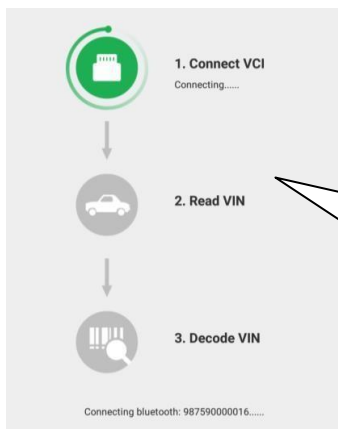 1. Connect VCI
Connecting......
2. Read VIN
3. Decode VIN
Connecting bluetooth: 987590000016......